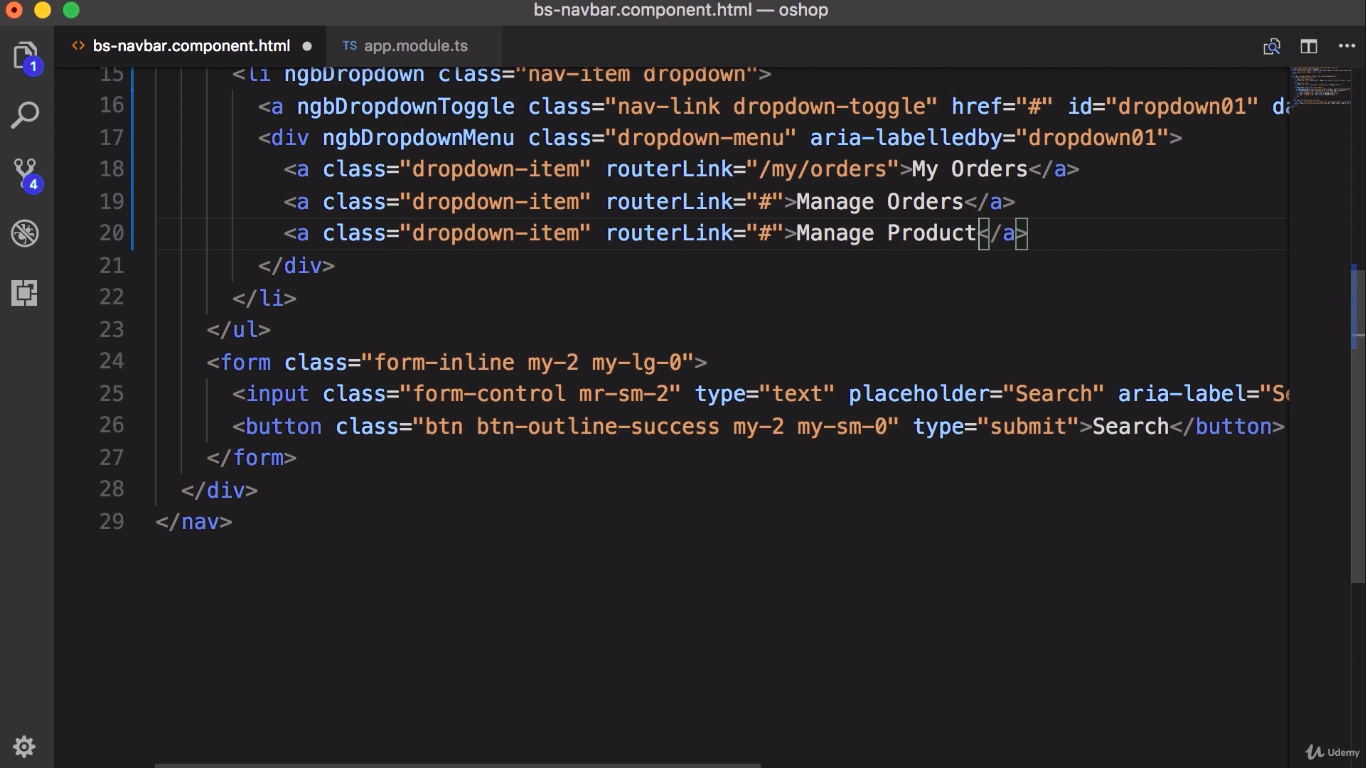 bs-navbar.component.html — oshop
<> bs-navbar.component.html ● TS app.module.ts
1
4
15 <li ngbDropdown class="nav-item dropdown">
16 <a ngbDropdownToggle class="nav-link dropdown-toggle" href="#" id="dropdown01" da
17 <div ngbDropdownMenu class="dropdown-menu" aria-labelledby="dropdown01">
18 <a class="dropdown-item" routerLink="/my/orders">My Orders</a>
19 <a class="dropdown-item" routerLink="#">Manage Orders</a>
20 <a class="dropdown-item" routerLink="#">Manage Product</a>
21 </div>
22 </li>
23 </ul>
24 <form class="form-inline my-2 my-lg-0">
25 <input class="form-control mr-sm-2" type="text" placeholder="Search" aria-label="Se
26 <button class="btn btn-outline-success my-2 my-sm-0" type="submit">Search</button>
27 </form>
28 </div>
29 </nav>
Udemy